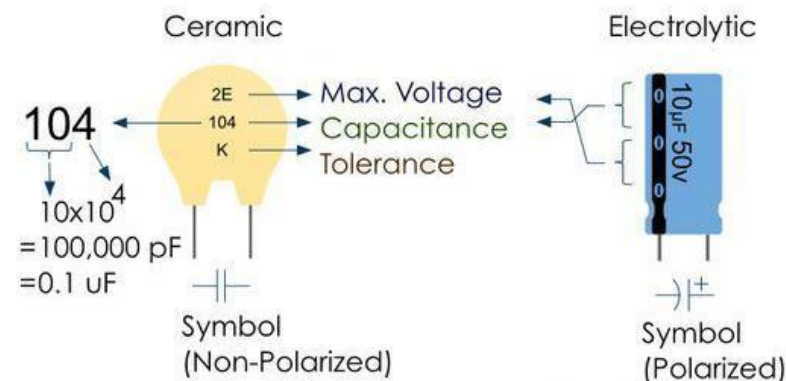 Ceramic
Electrolytic
2E
104
K
Max. Voltage
Capacitance
Tolerance
104
10x10^4
=100,000 pF
=0.1 uF
10µF 50v
Symbol
(Non-Polarized)
+
Symbol
(Polarized)